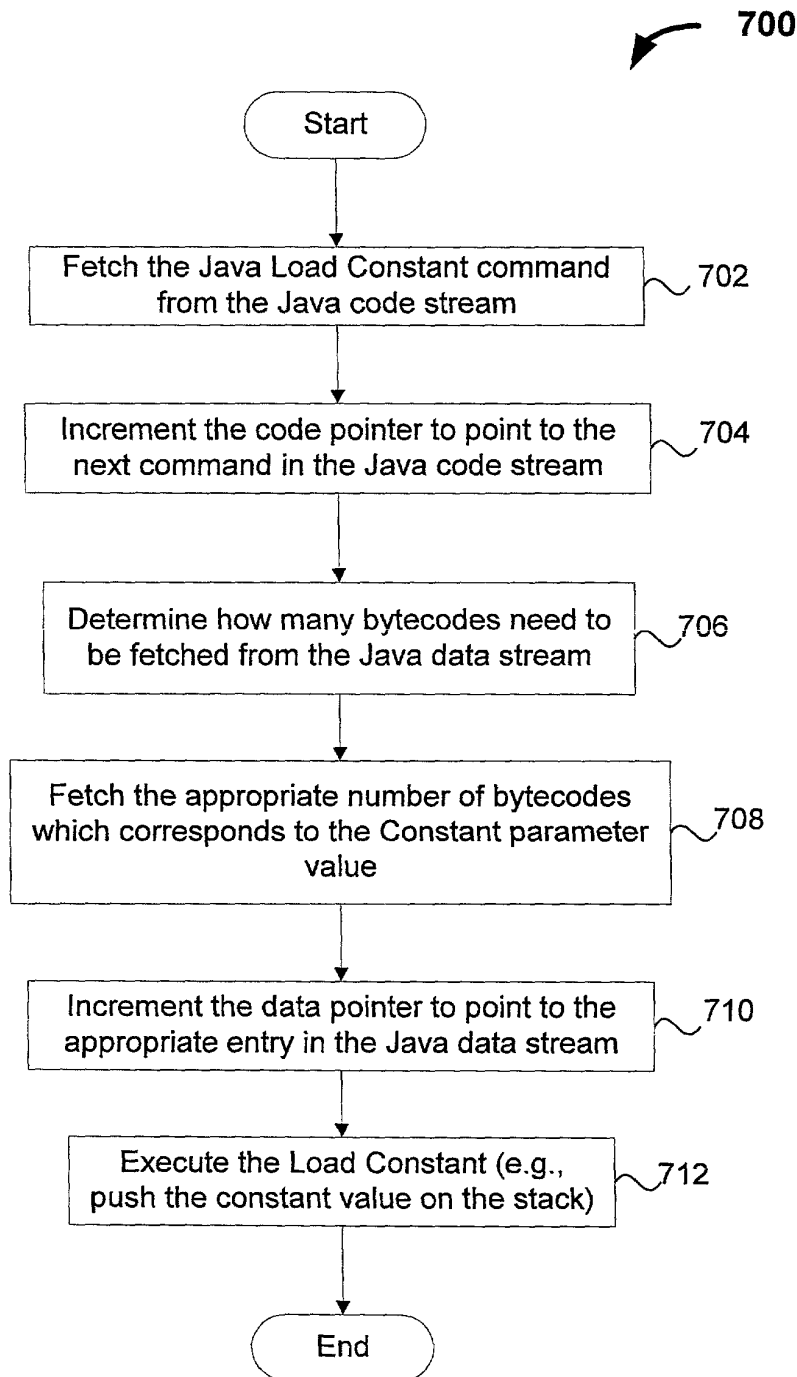 700
Start
Fetch the Java Load Constant command
from the Java code stream
702
Increment the code pointer to point to the
next command in the Java code stream
704
Determine how many bytecodes need to
be fetched from the Java data stream
706
Fetch the appropriate number of bytecodes
which corresponds to the Constant parameter
value
708
Increment the data pointer to point to the
appropriate entry in the Java data stream
710
Execute the Load Constant (e.g.,
push the constant value on the stack)
712
End